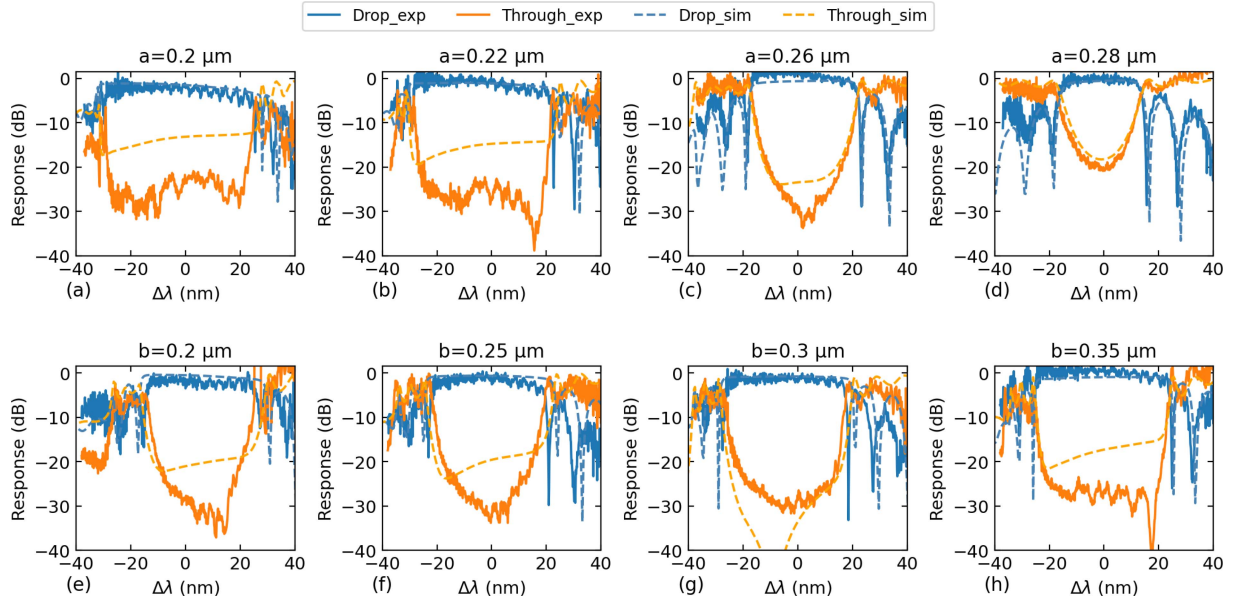 Drop_exp Through_exp Drop_sim Through_sim
a=0.2 μm a=0.22 μm a=0.26 μm a=0.28 μm
0 0 0 0
−10 −10 −10 −10
−20 −20 −20 −20
−30 −30 −30 −30
−40 −40 −40 −40
Response (dB) Response (dB) Response (dB) Response (dB)
−40 −20 0 20 40 −40 −20 0 20 40 −40 −20 0 20 40 −40 −20 0 20 40
(a) Δλ (nm) (b) Δλ (nm) (c) Δλ (nm) (d) Δλ (nm)
b=0.2 μm b=0.25 μm b=0.3 μm b=0.35 μm
0 0 0 0
−10 −10 −10 −10
−20 −20 −20 −20
−30 −30 −30 −30
−40 −40 −40 −40
Response (dB) Response (dB) Response (dB) Response (dB)
−40 −20 0 20 40 −40 −20 0 20 40 −40 −20 0 20 40 −40 −20 0 20 40
(e) Δλ (nm) (f) Δλ (nm) (g) Δλ (nm) (h) Δλ (nm)